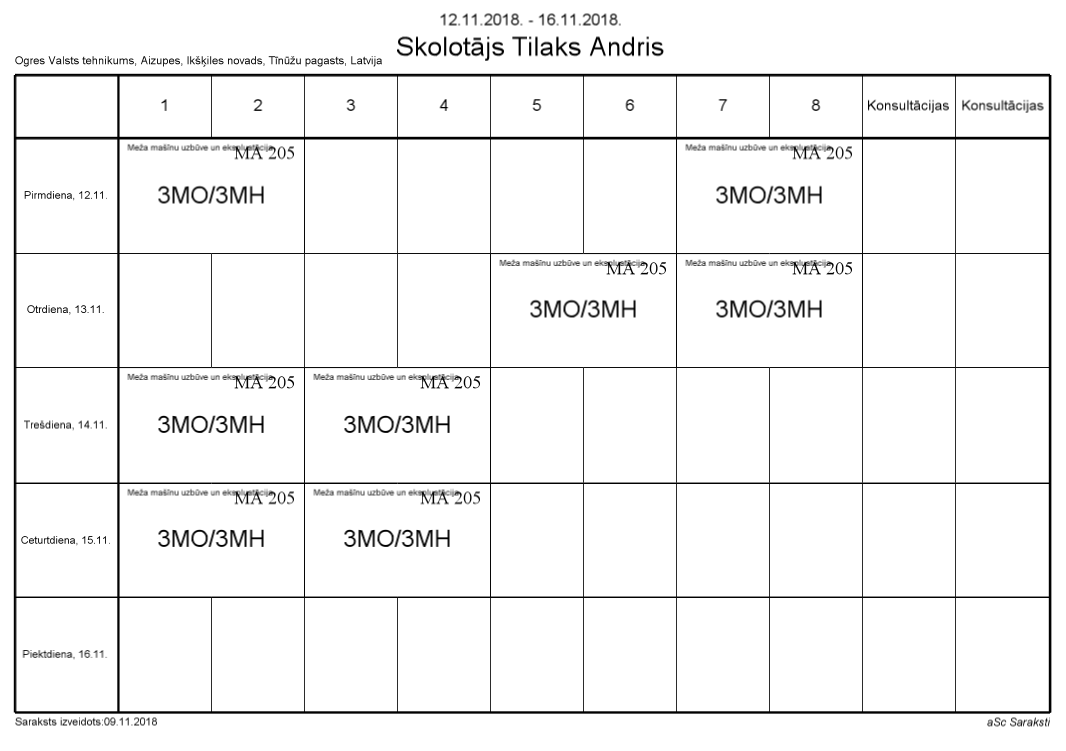 12.11.2018. - 16.11.2018.
Skolotājs Tilaks Andris
Ogres Valsts tehnikums, Aizupes, Ikšķiles novads, Tīnūžu pagasts, Latvija
1 2 3 4 5 6 7 8 Konsultācijas Konsultācijas
Meža mašīnu uzbūve un ekspluatācija MA 205 Meža mašīnu uzbūve un ekspluatācija MA 205
Pirmdiena, 12.11. 3MO/3MH 3MO/3MH
Meža mašīnu uzbūve un ekspluatācija MA 205 Meža mašīnu uzbūve un ekspluatācija MA 205
Otrdiena, 13.11. 3MO/3MH 3MO/3MH
Meža mašīnu uzbūve un ekspluatācija MA 205 Meža mašīnu uzbūve un ekspluatācija MA 205
Trešdiena, 14.11. 3MO/3MH 3MO/3MH
Meža mašīnu uzbūve un ekspluatācija MA 205 Meža mašīnu uzbūve un ekspluatācija MA 205
Ceturtdiena, 15.11. 3MO/3MH 3MO/3MH
Piektdiena, 16.11.
Saraksts izveidots:09.11.2018 aSc Saraksti